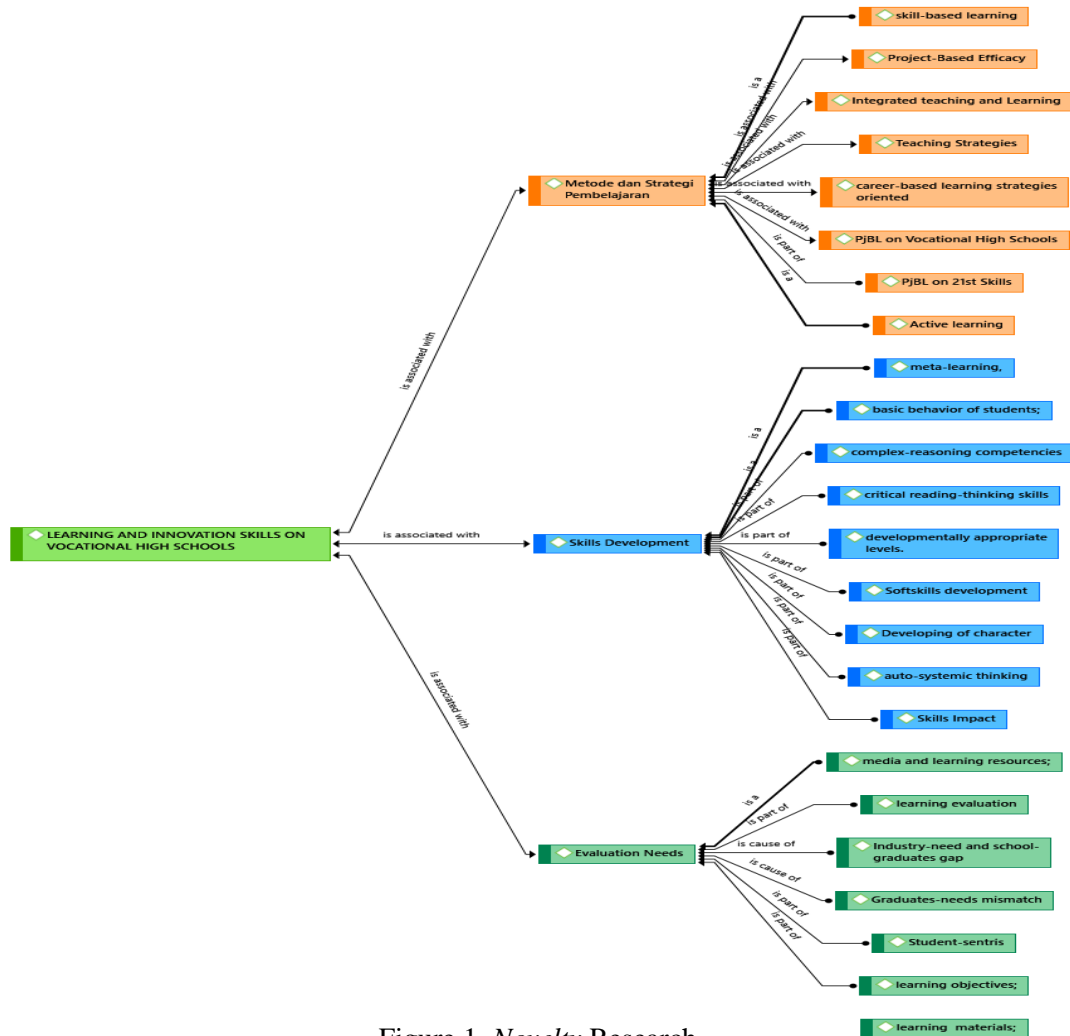 skill-based learning
Project-Based Efficacy
Integrated teaching and Learning
Teaching Strategies
career-based learning strategies
oriented
PjBL on Vocational High Schools
PjBL on 21st Skills
Active learning
is a
is associated with
is associated with
is associated with
is associated with
is associated with
is part of
is a
Metode dan Strategi
Pembelajaran
is associated with
meta-learning,
basic behavior of students;
complex-reasoning competencies
critical reading-thinking skills
developmentally appropriate
levels.
Softskills development
Developing of character
auto-systemic thinking
Skills Impact
is a
is a
is part of
is part of
is part of
is part of
is part of
is part of
is part of
Skills Development
is associated with
LEARNING AND INNOVATION SKILLS ON
VOCATIONAL HIGH SCHOOLS
is associated with
media and learning resources;
learning evaluation
Industry-need and school-
graduates gap
Graduates-needs mismatch
Student-sentris
learning objectives;
learning materials;
is a
is part of
is cause of
is cause of
is part of
is part of
Evaluation Needs
Figure 1. Novelty Research